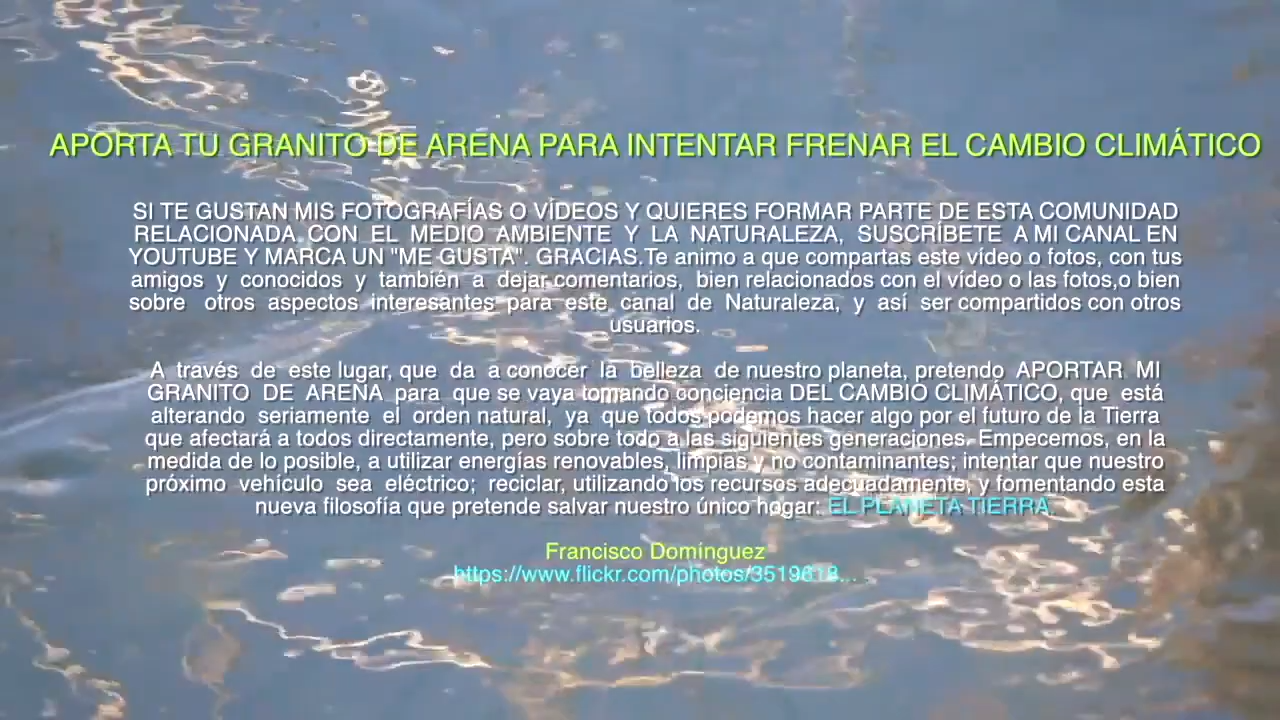 APORTA TU GRANITO DE ARENA PARA INTENTAR FRENAR EL CAMBIO CLIMÁTICO
SI TE GUSTAN MIS FOTOGRAFÍAS O VÍDEOS Y QUIERES FORMAR PARTE DE ESTA COMUNIDAD
RELACIONADA CON EL MEDIO AMBIENTE Y LA NATURALEZA, SUSCRÍBETE A MI CANAL EN
YOUTUBE Y MARCA UN "ME GUSTA". GRACIAS.Te animo a que compartas este vídeo o fotos, con tus
amigos y conocidos y también a dejar comentarios, bien relacionados con el vídeo o las fotos,o bien
sobre otros aspectos interesantes para este canal de Naturaleza, y así ser compartidos con otros
usuarios.
A través de este lugar, que da a conocer la belleza de nuestro planeta, pretendo APORTAR MI
GRANITO DE ARENA para que se vaya tomando conciencia DEL CAMBIO CLIMÁTICO, que está
alterando seriamente el orden natural, ya que todos podemos hacer algo por el futuro de la Tierra
que afectará a todos directamente, pero sobre todo a las siguientes generaciones. Empecemos, en la
medida de lo posible, a utilizar energías renovables, limpias y no contaminantes; intentar que nuestro
próximo vehículo sea eléctrico; reciclar, utilizando los recursos adecuadamente, y fomentando esta
nueva filosofía que pretende salvar nuestro único hogar: EL PLANETA TIERRA.
Francisco Domínguez
https://www.flickr.com/photos/3519618...